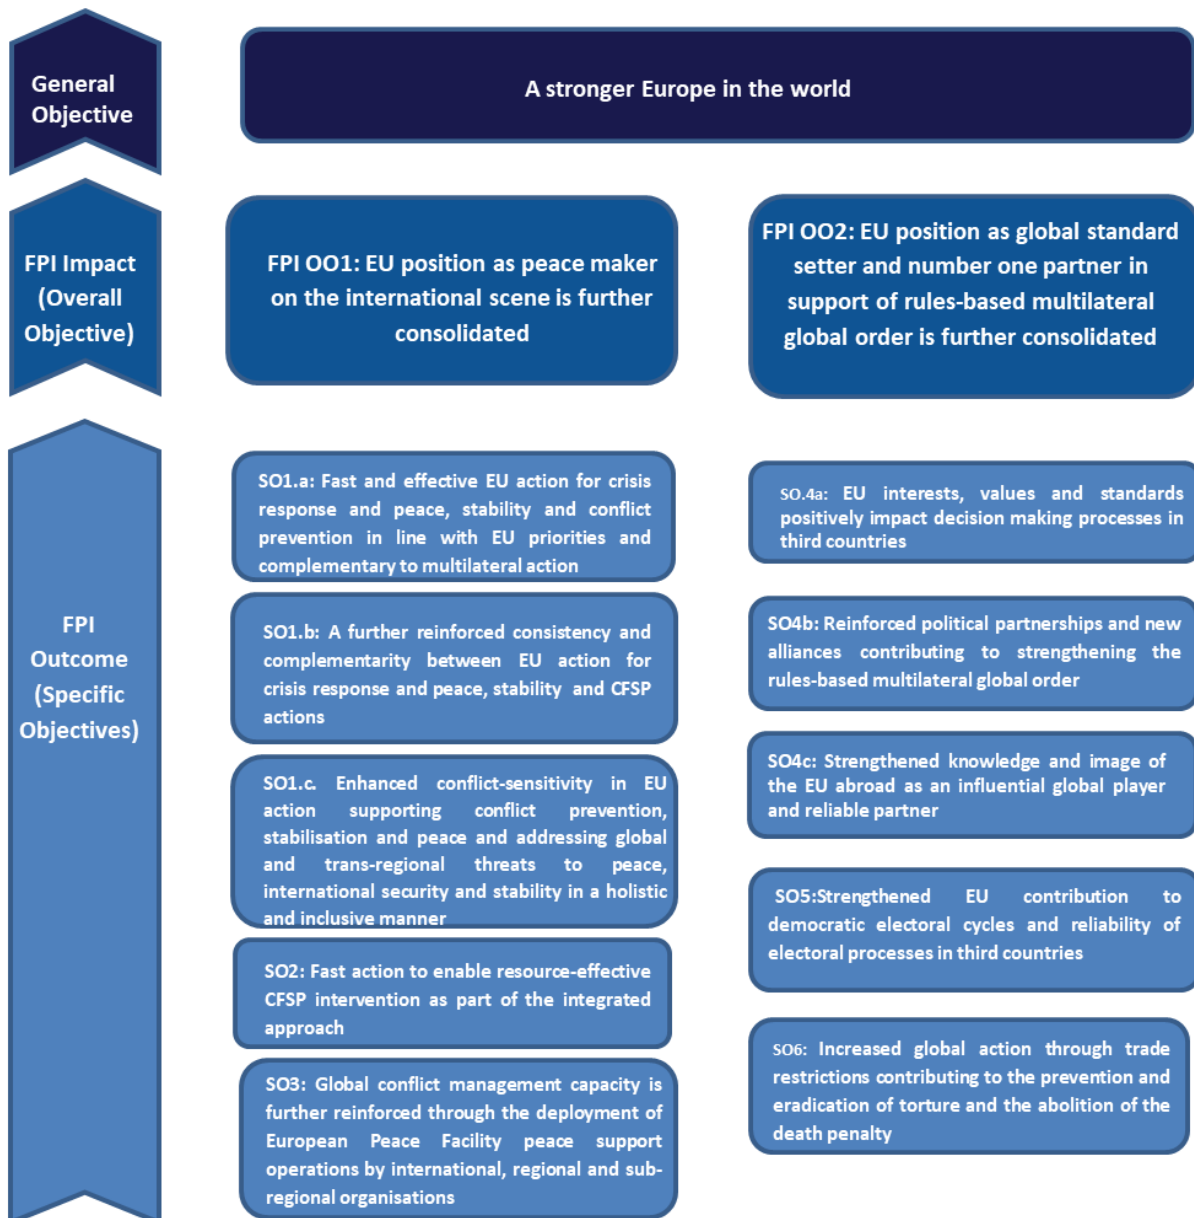 General
Objective
A stronger Europe in the world
FPI Impact
(Overall
Objective)
FPI OO1: EU position as peace maker
on the international scene is further
consolidated
FPI OO2: EU position as global standard
setter and number one partner in
support of rules-based multilateral
global order is further consolidated
FPI
Outcome
(Specific
Objectives)
SO1.a: Fast and effective EU action for crisis
response and peace, stability and conflict
prevention in line with EU priorities and
complementary to multilateral action
SO1.b: A further reinforced consistency and
complementarity between EU action for
crisis response and peace, stability and CFSP
actions
SO1.c. Enhanced conflict-sensitivity in EU
action supporting conflict prevention,
stabilisation and peace and addressing global
and trans-regional threats to peace,
international security and stability in a holistic
and inclusive manner
SO2: Fast action to enable resource-effective
CFSP intervention as part of the integrated
approach
SO3: Global conflict management capacity is
further reinforced through the deployment of
European Peace Facility peace support
operations by international, regional and sub-
regional organisations
SO.4a: EU interests, values and standards
positively impact decision making processes in
third countries
SO4b: Reinforced political partnerships and new
alliances contributing to strengthening the
rules-based multilateral global order
SO4c: Strengthened knowledge and image of
the EU abroad as an influential global player
and reliable partner
SO5:Strengthened EU contribution to
democratic electoral cycles and reliability of
electoral processes in third countries
SO6: Increased global action through trade
restrictions contributing to the prevention and
eradication of torture and the abolition of the
death penalty